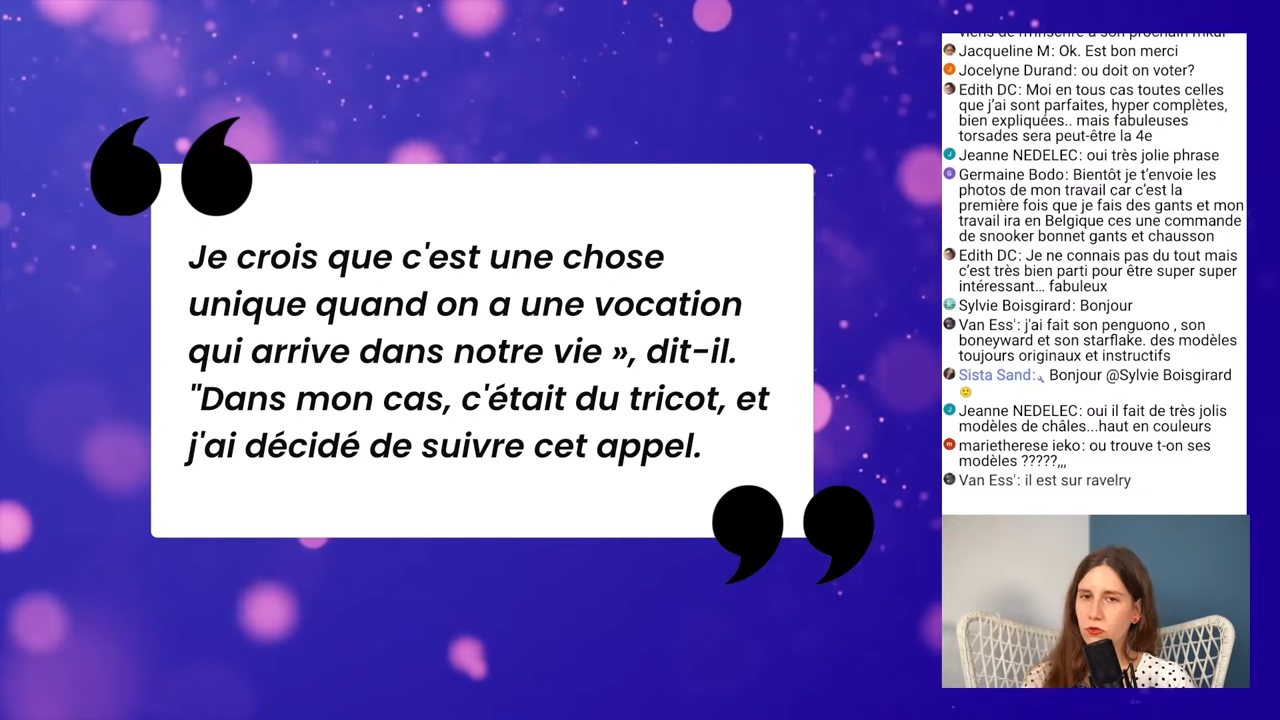 Je crois que c'est une chose
unique quand on a une vocation
qui arrive dans notre vie », dit-il.
"Dans mon cas, c'était du tricot, et
j'ai décidé de suivre cet appel.
viens de m'inscrire à son prochain mkal
Jacqueline M: Ok. Est bon merci
Jocelyne Durand: ou doit on voter?
Edith DC: Moi en tous cas toutes celles
que j'ai sont parfaites, hyper complètes,
bien expliquées.. mais fabuleuses
torsades sera peut-être la 4e
Jeanne NEDELEC: oui très jolie phrase
Germaine Bodo: Bientôt je t'envoie les
photos de mon travail car c'est la
première fois que je fais des gants et mon
travail ira en Belgique ces une commande
de snooker bonnet gants et chausson
Edith DC: Je ne connais pas du tout mais
c'est très bien parti pour être super super
intéressant… fabuleux
Sylvie Boisgirard: Bonjour
Van Ess': j'ai fait son penguono , son
boneyward et son starflake. des modèles
toujours originaux et instructifs
Sista Sand: Bonjour @Sylvie Boisgirard
🙂
Jeanne NEDELEC: oui il fait de très jolis
modèles de châles...haut en couleurs
marietherese ieko: ou trouve t-on ses
modèles ?????,,,
Van Ess': il est sur ravelry